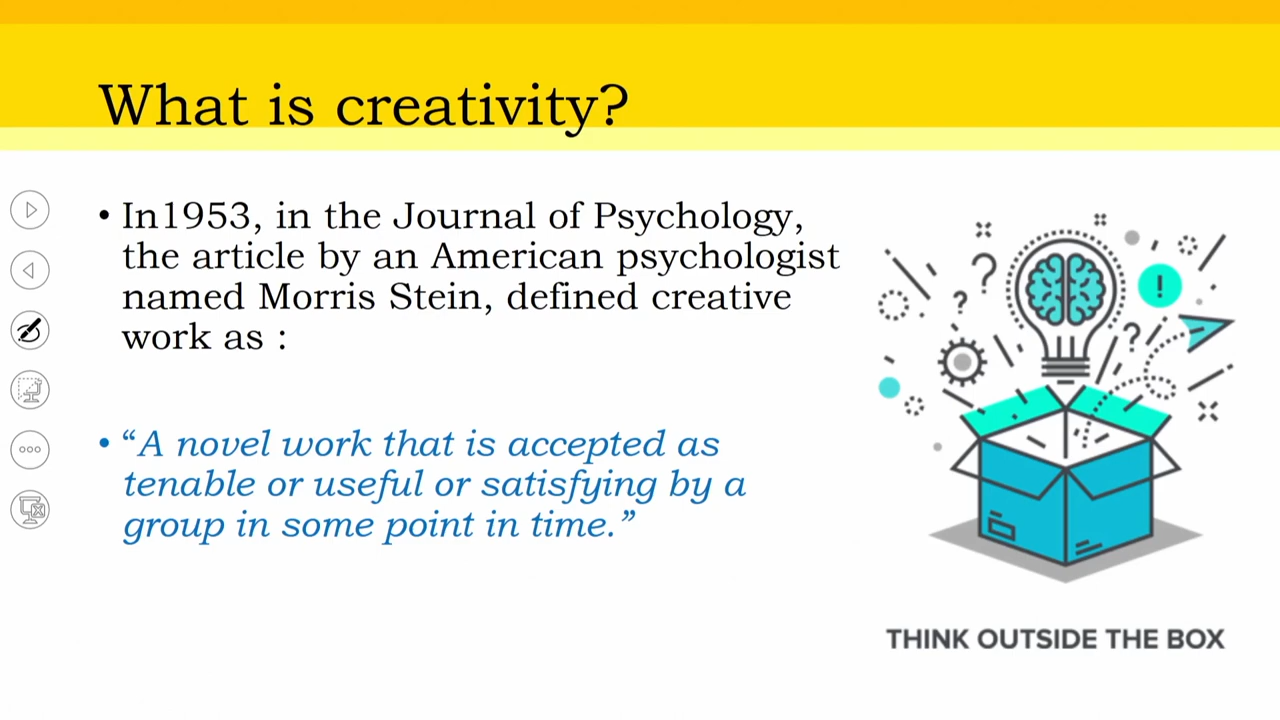 What is creativity?
• In1953, in the Journal of Psychology,
the article by an American psychologist
named Morris Stein, defined creative
work as :
• “A novel work that is accepted as
tenable or useful or satisfying by a
group in some point in time.”
THINK OUTSIDE THE BOX